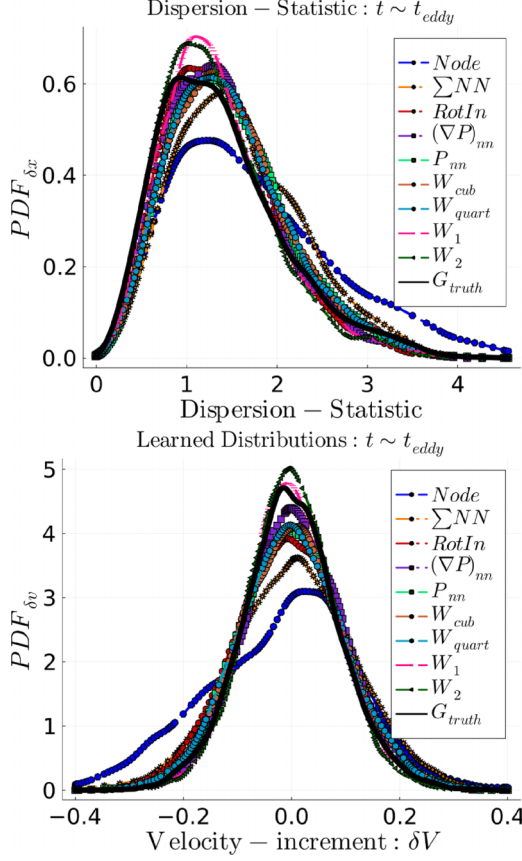 Dispersion − Statistic : t ∼ t_eddy
PDF_δx
0.6
0.4
0.2
0.0
0
1
2
3
4
Dispersion − Statistic
Node
∑NN
RotIn
(∇P)_nn
P_nn
W_cub
W_quart
W_1
W_2
G_truth
Learned Distributions : t ∼ t_eddy
PDF_δv
5
4
3
2
1
0
−0.4
−0.2
0.0
0.2
0.4
Velocity − increment : δV
Node
∑NN
RotIn
(∇P)_nn
P_nn
W_cub
W_quart
W_1
W_2
G_truth